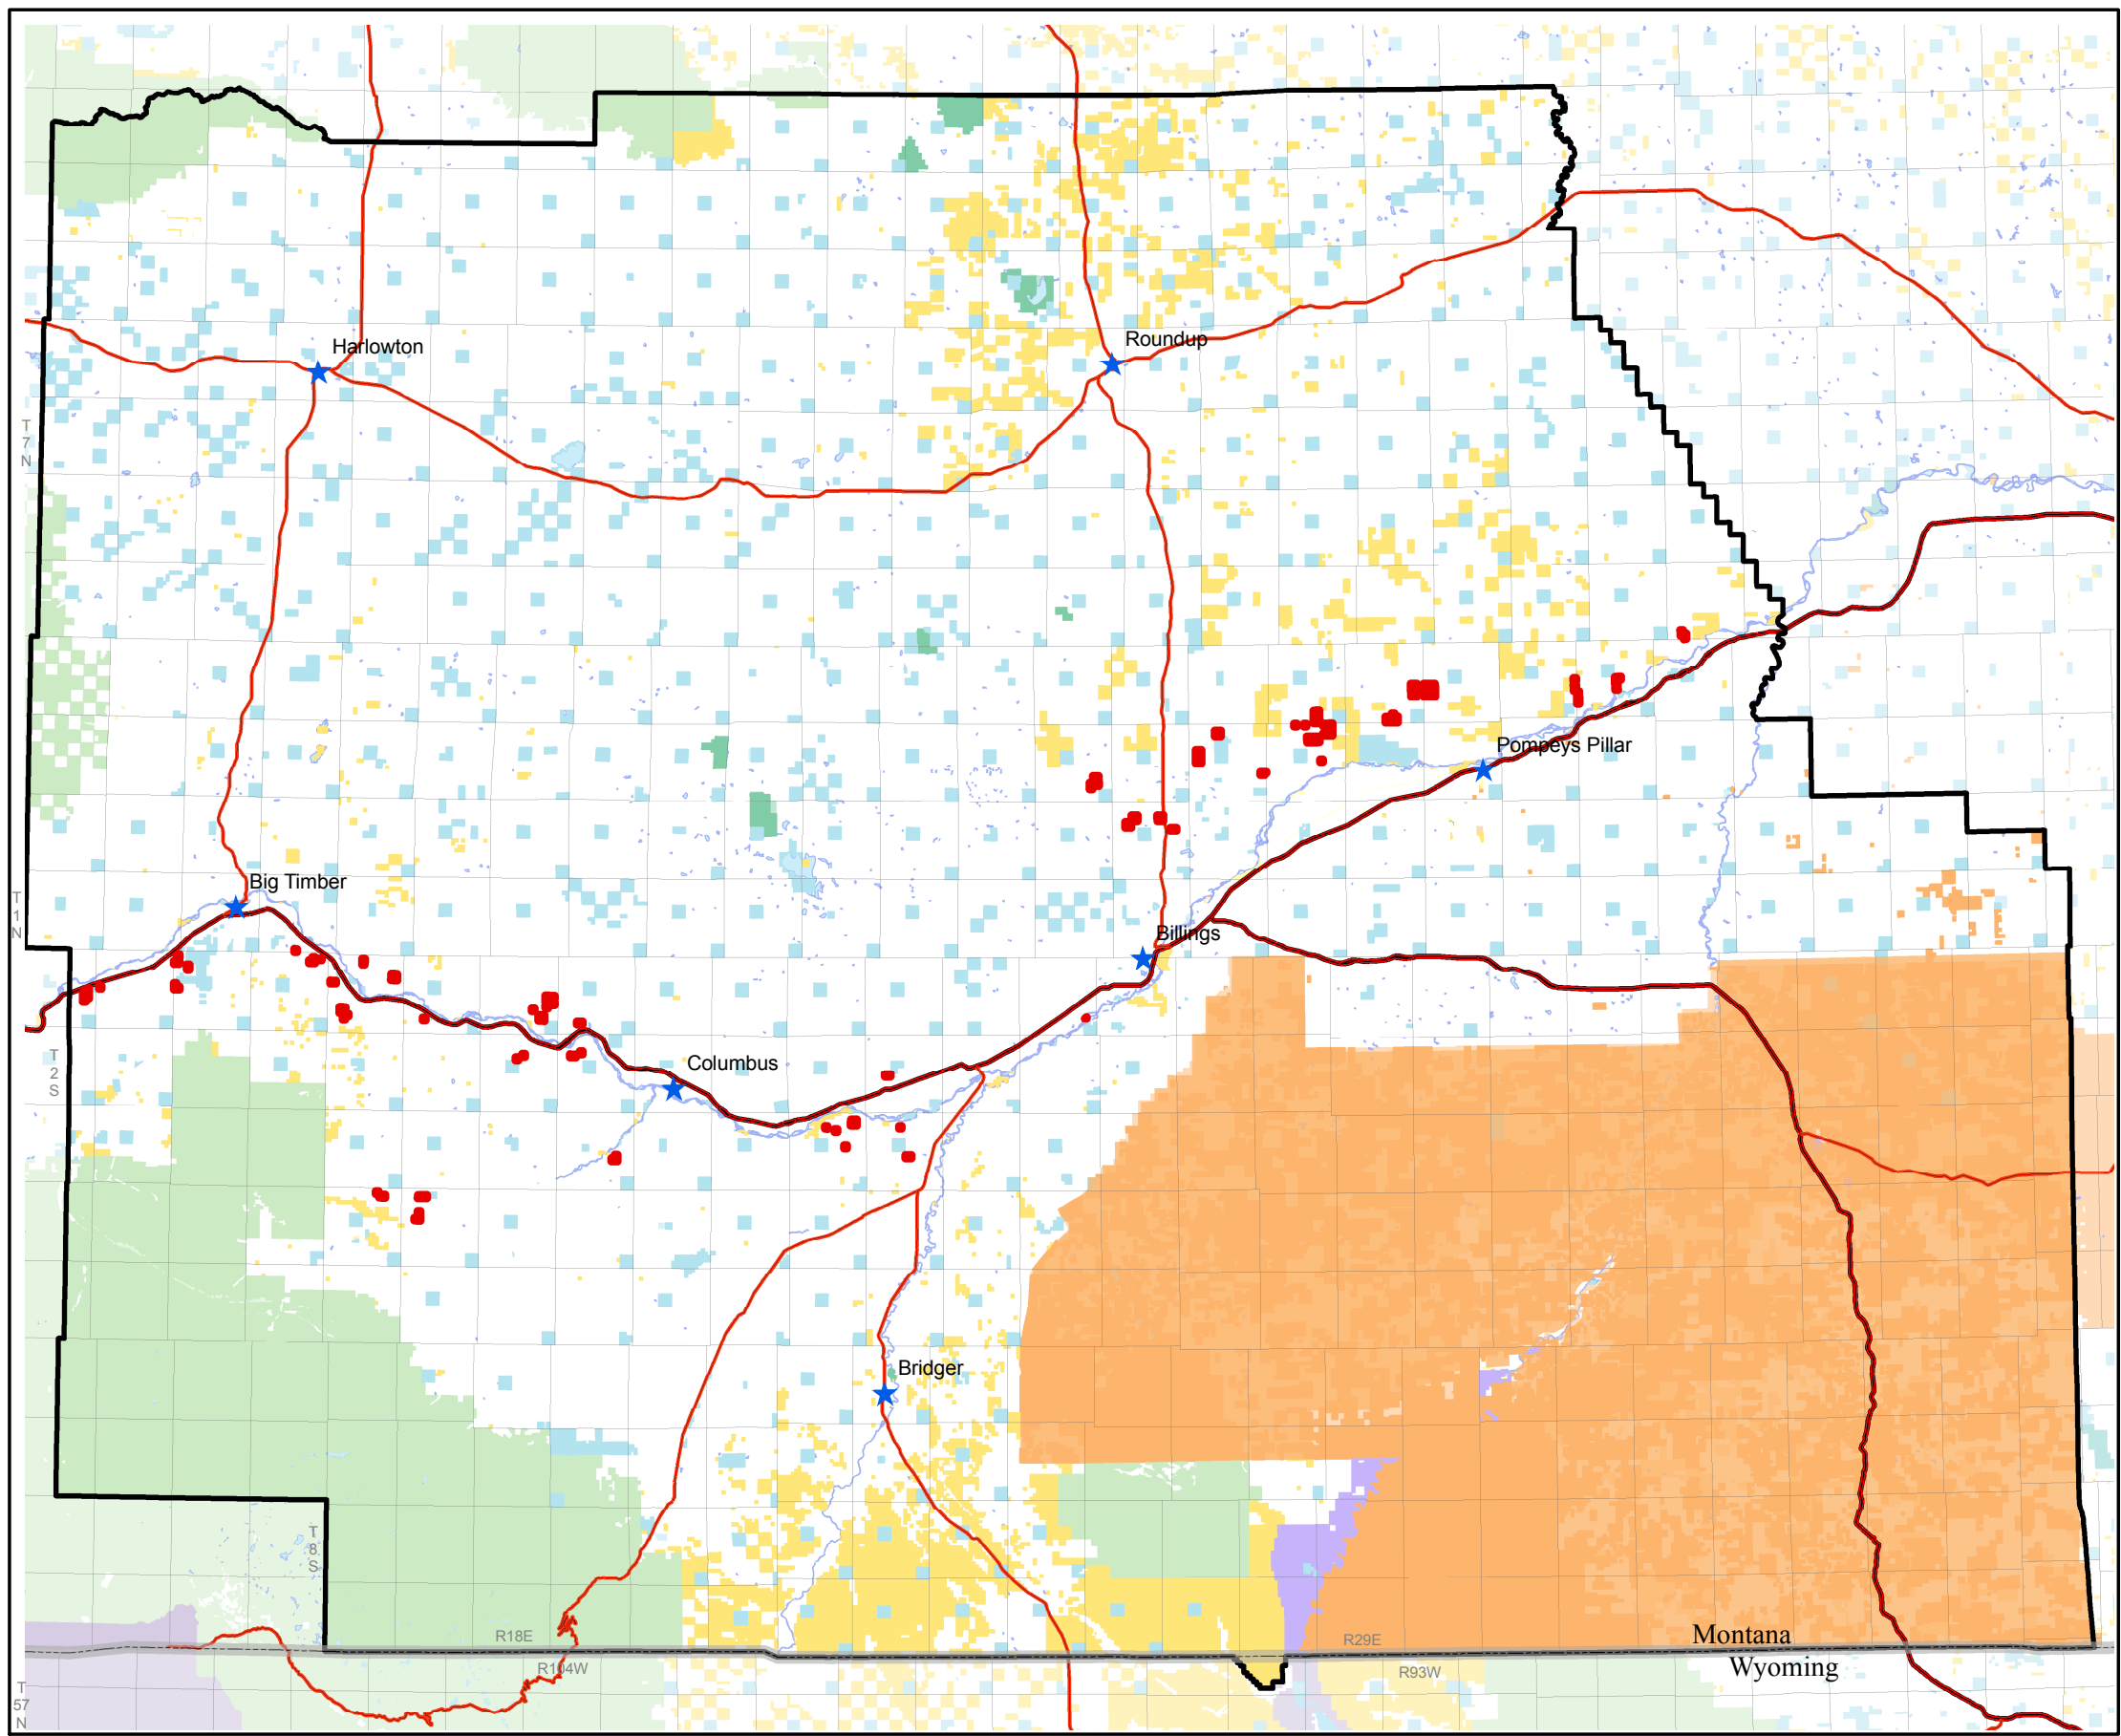 Roundup
Harlowton
T
7
N
Pompeys Pillar
Big Timber
T
1
N
Billings
T
2
S
Columbus
Bridger
T
8
S
R18E
R29E
Montana
R104W
R93W
Wyoming
T
57
N